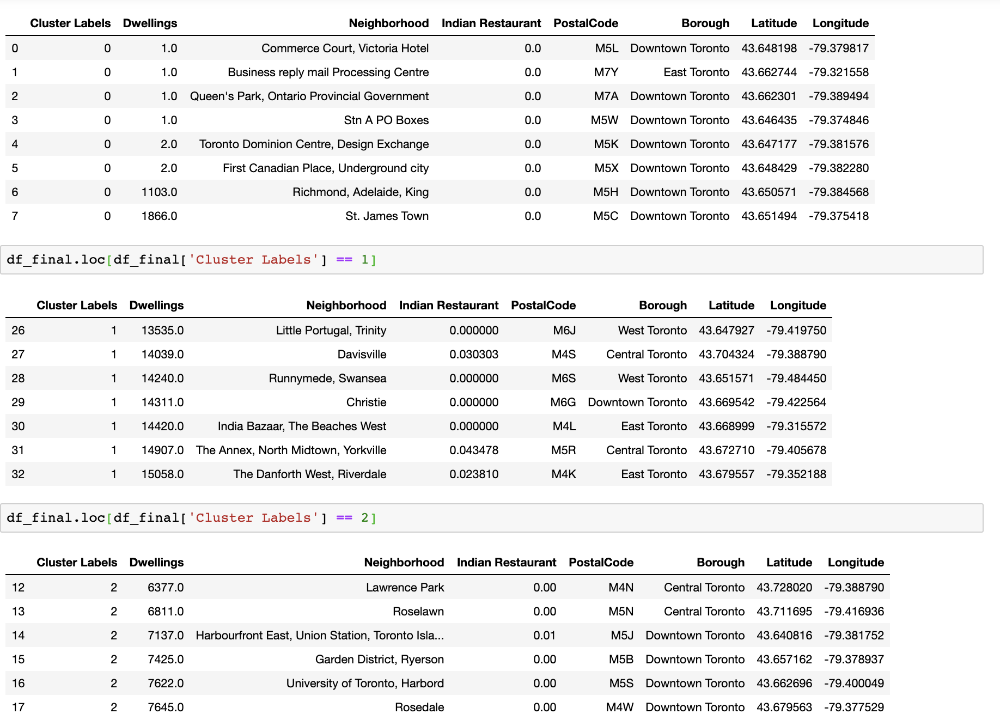 Cluster Labels Dwellings Neighborhood Indian Restaurant PostalCode Borough Latitude Longitude
0 0 1.0 Commerce Court, Victoria Hotel 0.0 M5L Downtown Toronto 43.648198 -79.379817
1 0 1.0 Business reply mail Processing Centre 0.0 M7Y East Toronto 43.662744 -79.321558
2 0 1.0 Queen's Park, Ontario Provincial Government 0.0 M7A Downtown Toronto 43.662301 -79.389494
3 0 1.0 Stn A PO Boxes 0.0 M5W Downtown Toronto 43.646435 -79.374846
4 0 2.0 Toronto Dominion Centre, Design Exchange 0.0 M5K Downtown Toronto 43.647177 -79.381576
5 0 2.0 First Canadian Place, Underground city 0.0 M5X Downtown Toronto 43.648429 -79.382280
6 0 1103.0 Richmond, Adelaide, King 0.0 M5H Downtown Toronto 43.650571 -79.384568
7 0 1866.0 St. James Town 0.0 M5C Downtown Toronto 43.651494 -79.375418
df_final.loc[df_final['Cluster Labels'] == 1]
Cluster Labels Dwellings Neighborhood Indian Restaurant PostalCode Borough Latitude Longitude
26 1 13535.0 Little Portugal, Trinity 0.000000 M6J West Toronto 43.647927 -79.419750
27 1 14039.0 Davisville 0.030303 M4S Central Toronto 43.704324 -79.388790
28 1 14240.0 Runnymede, Swansea 0.000000 M6S West Toronto 43.651571 -79.484450
29 1 14311.0 Christie 0.000000 M6G Downtown Toronto 43.669542 -79.422564
30 1 14420.0 India Bazaar, The Beaches West 0.000000 M4L East Toronto 43.668999 -79.315572
31 1 14907.0 The Annex, North Midtown, Yorkville 0.043478 M5R Central Toronto 43.672710 -79.405678
32 1 15058.0 The Danforth West, Riverdale 0.023810 M4K East Toronto 43.679557 -79.352188
df_final.loc[df_final['Cluster Labels'] == 2]
Cluster Labels Dwellings Neighborhood Indian Restaurant PostalCode Borough Latitude Longitude
12 2 6377.0 Lawrence Park 0.00 M4N Central Toronto 43.728020 -79.388790
13 2 6811.0 Roselawn 0.00 M5N Central Toronto 43.711695 -79.416936
14 2 7137.0 Harbourfront East, Union Station, Toronto Isla... 0.01 M5J Downtown Toronto 43.640816 -79.381752
15 2 7425.0 Garden District, Ryerson 0.00 M5B Downtown Toronto 43.657162 -79.378937
16 2 7622.0 University of Toronto, Harbord 0.00 M5S Downtown Toronto 43.662696 -79.400049
17 2 7645.0 Rosedale 0.00 M4W Downtown Toronto 43.679563 -79.377529